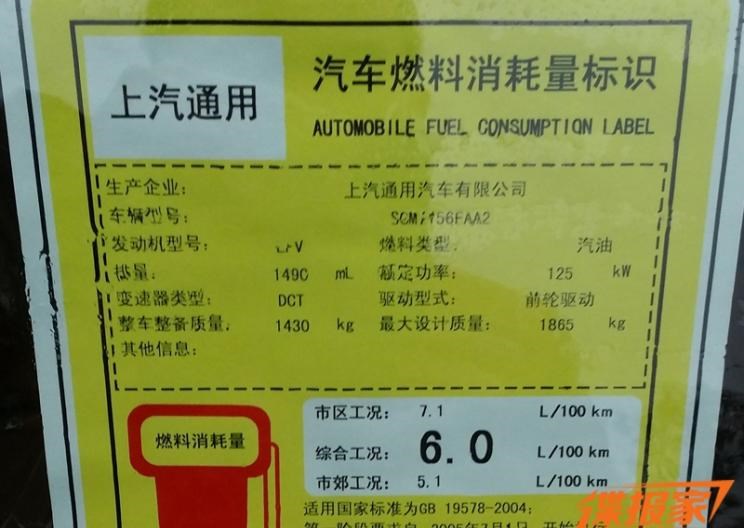 上汽通用
汽车燃料消耗量标识
AUTOMOBILE FUEL CONSUMPTION LABEL
生产企业: 上汽通用汽车有限公司
车辆型号:
发动机型号: 燃料类型: 汽油
排量: 1490 mL 额定功率: 125 kW
变速器类型: DCT 驱动型式: 前轮驱动
整车整备质量: 1430 kg 最大设计质量: 1865 kg
其他信息:
燃料消耗量
市区工况: 7.1 L/100 km
综合工况: 6.0 L/100 km
市郊工况: 5.1 L/100 km
适用国家标准为GB 19578-2004;
谍报家